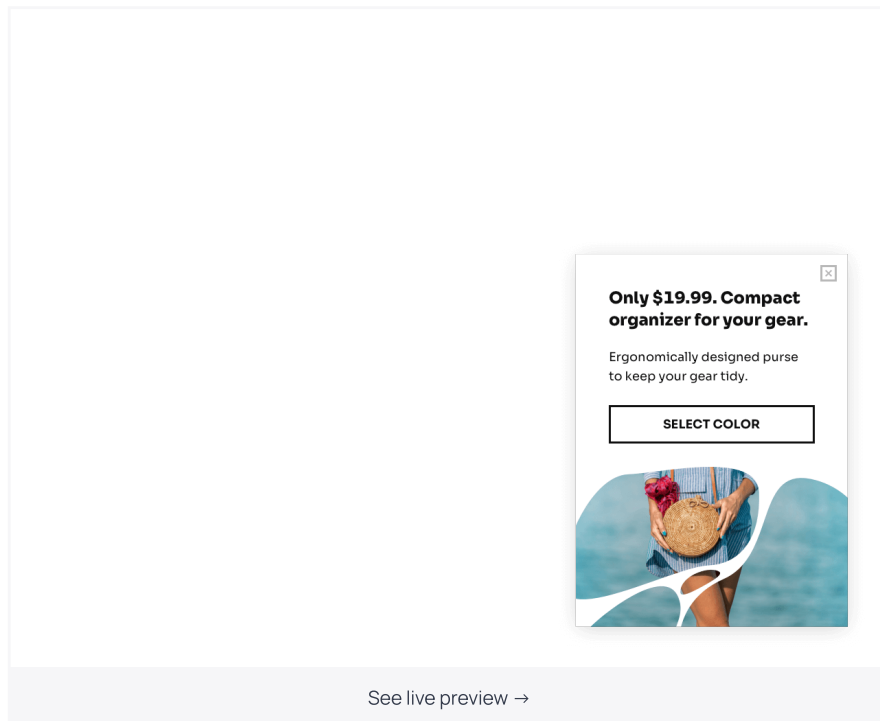 Only $19.99. Compact
organizer for your gear.
Ergonomically designed purse
to keep your gear tidy.
SELECT COLOR
See live preview →